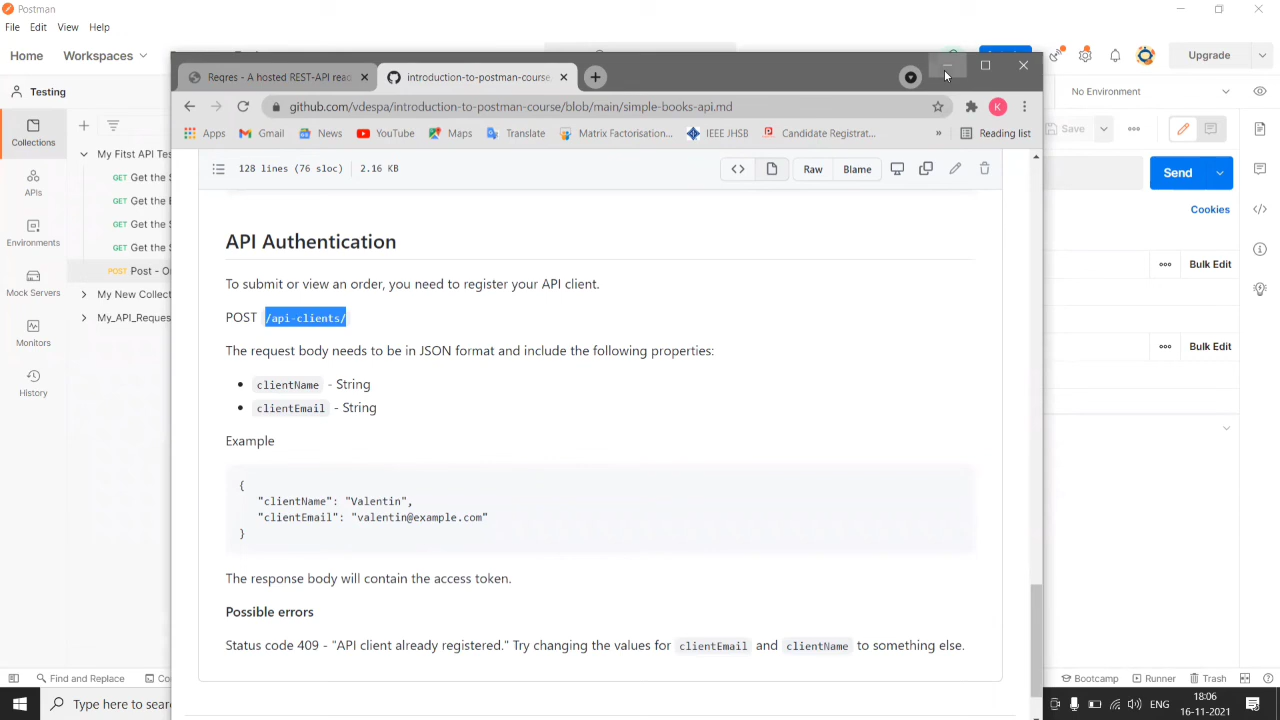 Postman
File Edit View Help
Home Workspaces Upgrade
Testing No Environment
Reqres - A hosted REST-API read introduction-to-postman-course,
github.com/vdespa/introduction-to-postman-course/blob/main/simple-books-api.md K
Apps Gmail News YouTube Maps Translate Matrix Factorisation... IEEE JHSB Candidate Registrat... » Reading list
Save
Send
Cookies
Collections
APIs
Environments
Mock Servers
Monitors
History
My First API Tes
GET Get the S
GET Get the B
GET Get the S
GET Get the S
POST Post - Or
My New Collect
My_API_Reques
128 lines (76 sloc) 2.16 KB Raw Blame
API Authentication
To submit or view an order, you need to register your API client.
POST /api-clients/
The request body needs to be in JSON format and include the following properties:
• clientName - String
• clientEmail - String
Example
{
"clientName": "Valentin",
"clientEmail": "valentin@example.com"
}
The response body will contain the access token.
Possible errors
Status code 409 - "API client already registered." Try changing the values for clientEmail and clientName to something else.
Bulk Edit
Bulk Edit
Find and Replace Co Bootcamp Runner Trash
Type here to sear ENG 18:06
16-11-2021